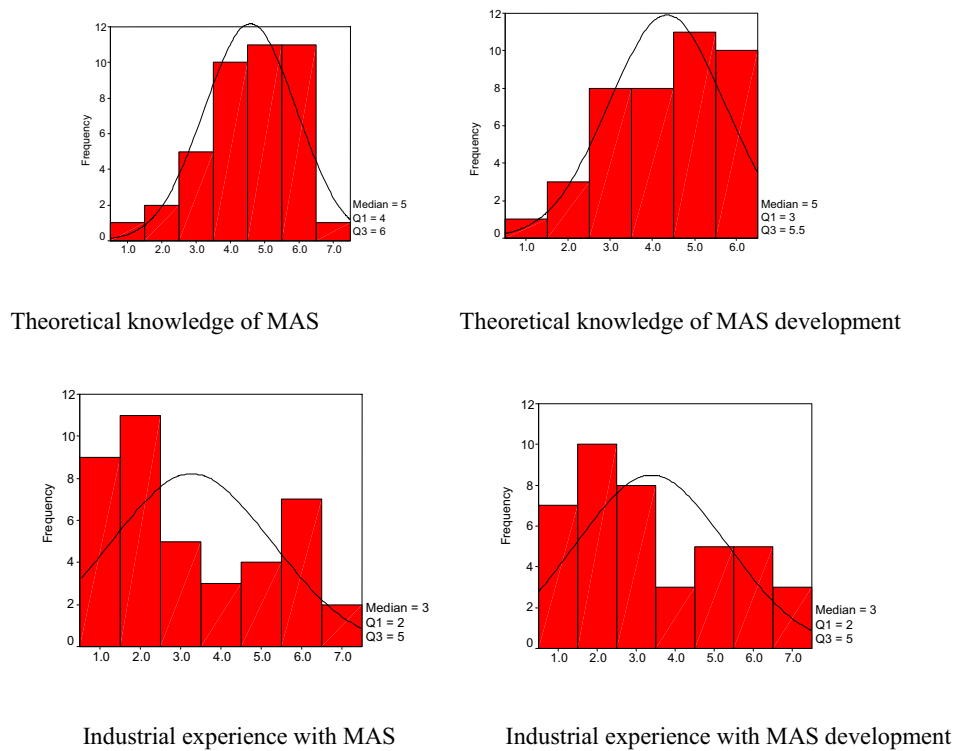 12
10
8
6
4
2
0
Frequency
1.0 2.0 3.0 4.0 5.0 6.0 7.0
Median = 5
Q1 = 4
Q3 = 6
Theoretical knowledge of MAS
12
10
8
6
4
2
0
Frequency
1.0 2.0 3.0 4.0 5.0 6.0
Median = 5
Q1 = 3
Q3 = 5.5
Theoretical knowledge of MAS development
12
10
8
6
4
2
0
Frequency
1.0 2.0 3.0 4.0 5.0 6.0 7.0
Median = 3
Q1 = 2
Q3 = 5
Industrial experience with MAS
12
10
8
6
4
2
0
Frequency
1.0 2.0 3.0 4.0 5.0 6.0 7.0
Median = 3
Q1 = 2
Q3 = 5
Industrial experience with MAS development